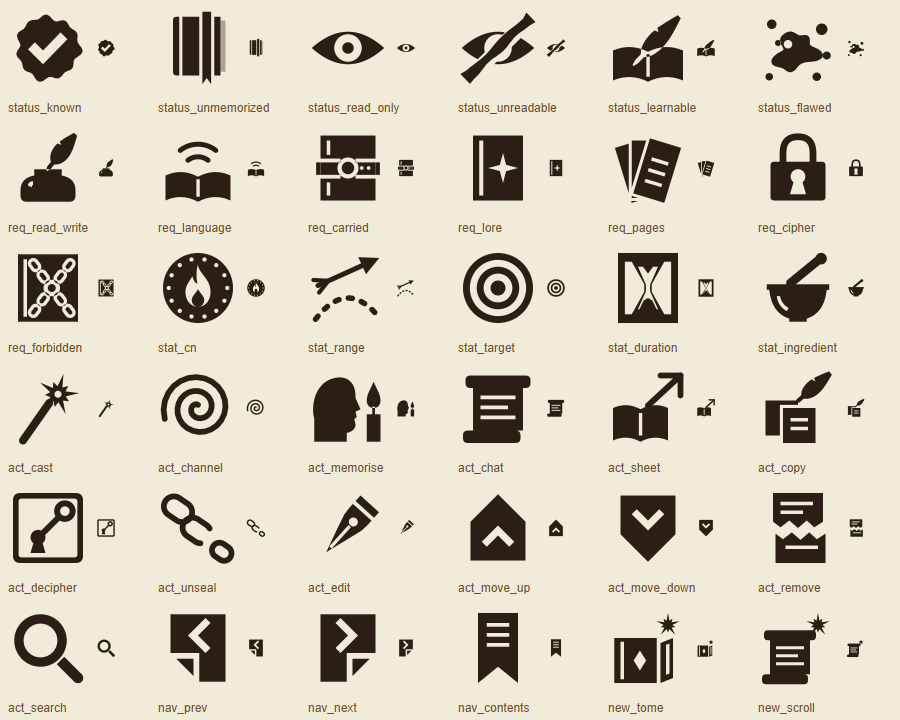 status_known status_unmemorized status_read_only status_unreadable status_learnable status_flawed
req_read_write req_language req_carried req_lore req_pages req_cipher
req_forbidden stat_cn stat_range stat_target stat_duration stat_ingredient
act_cast act_channel act_memorise act_chat act_sheet act_copy
act_decipher act_unseal act_edit act_move_up act_move_down act_remove
act_search nav_prev nav_next nav_contents new_tome new_scroll